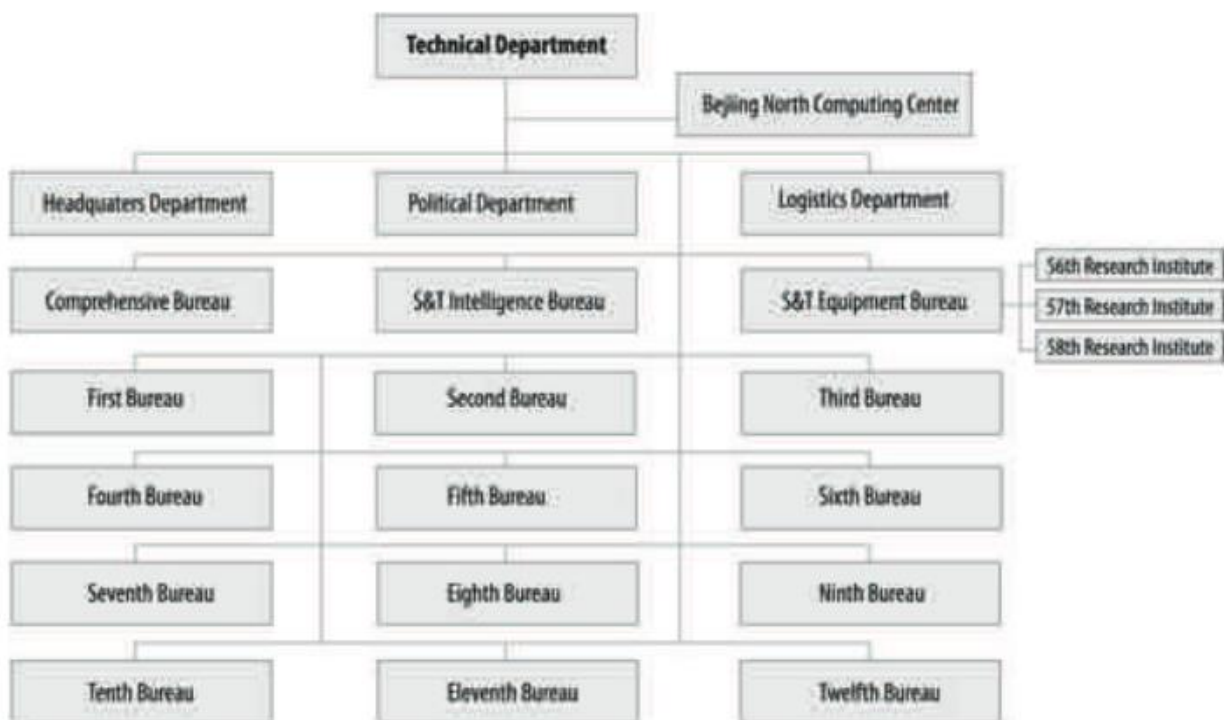 Technical Department
Bejiing North Computing Center
Headquaters Department
Political Department
Logistics Department
Comprehensive Bureau
S&T Intelligence Bureau
S&T Equipment Bureau
56th Research Institute
57th Research Institute
58th Research Institute
First Bureau
Second Bureau
Third Bureau
Fourth Bureau
Fifth Bureau
Sixth Bureau
Seventh Bureau
Eighth Bureau
Ninth Bureau
Tenth Bureau
Eleventh Bureau
Twelfth Bureau